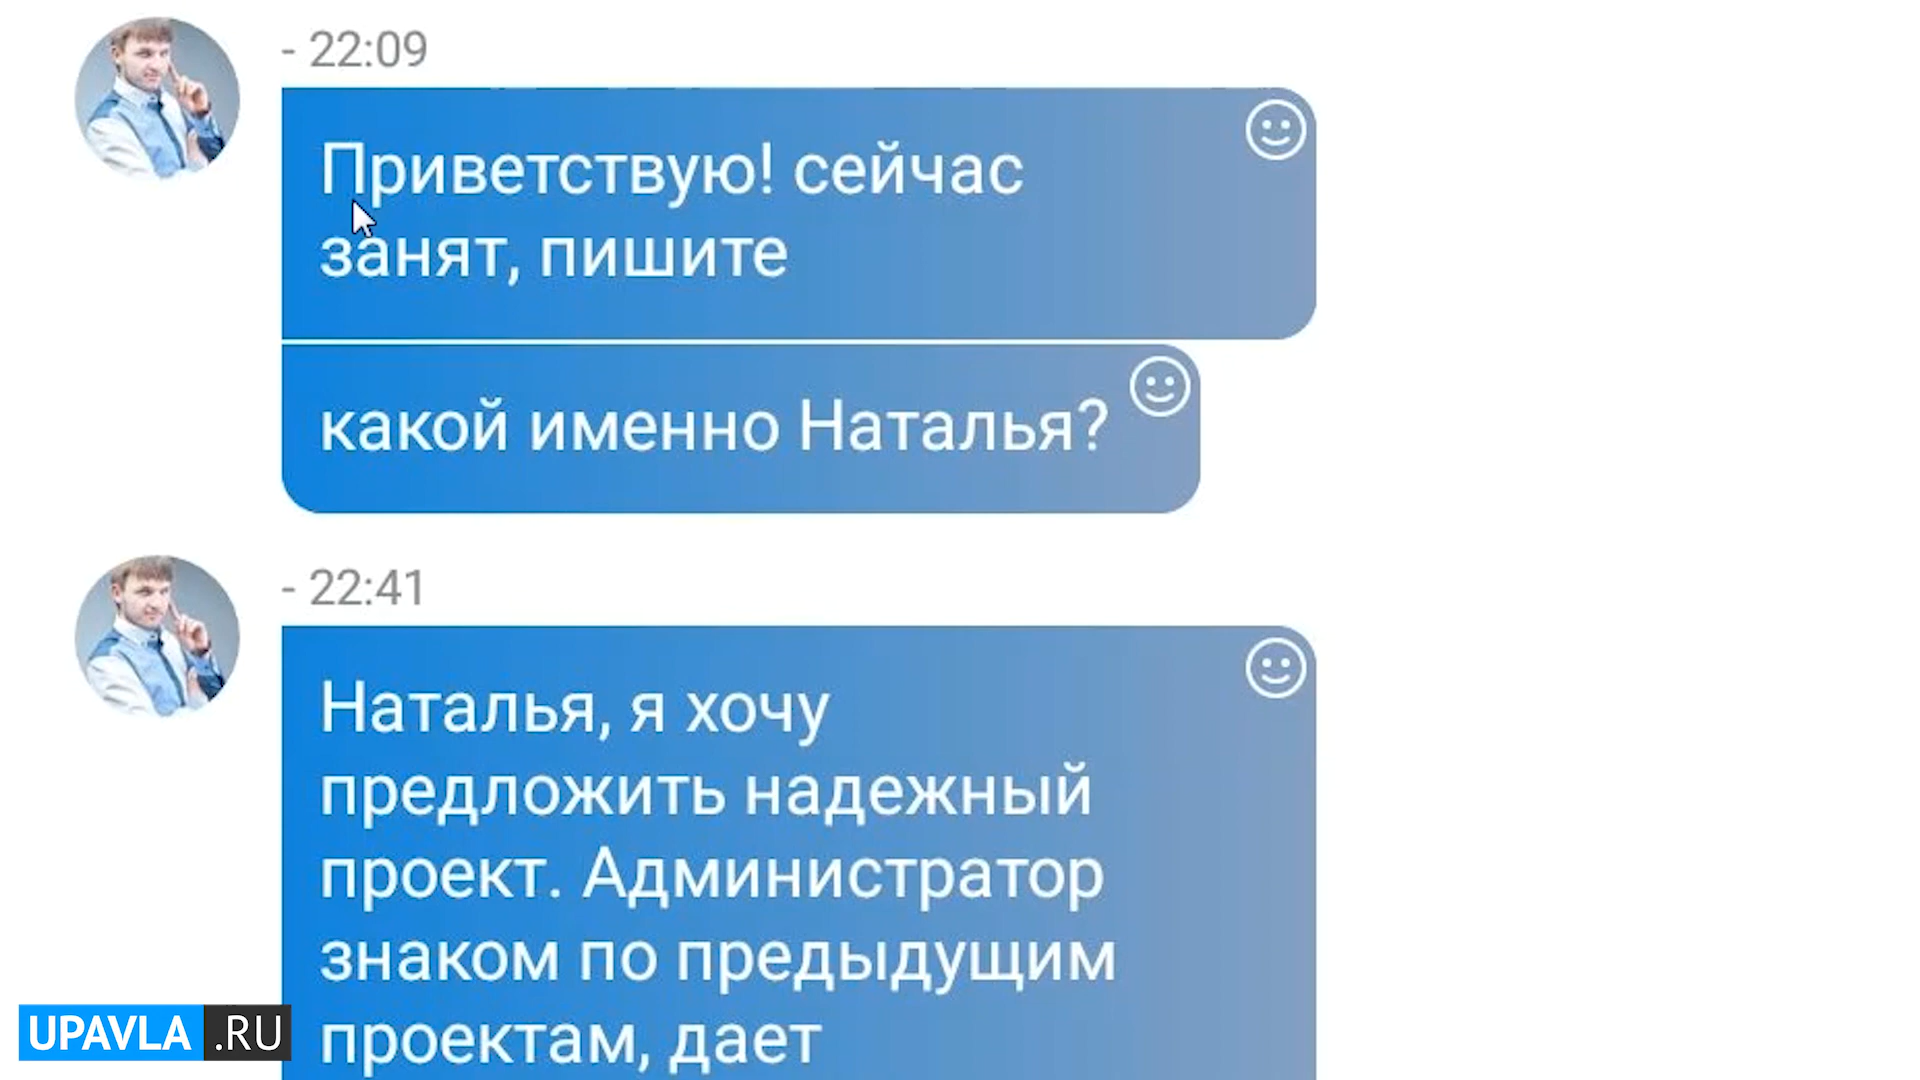 - 22:09
Приветствую! сейчас
занят, пишите
какой именно Наталья?
- 22:41
Наталья, я хочу
предложить надежный
проект. Администратор
знаком по предыдущим
проектам, дает
UPAVLA.RU